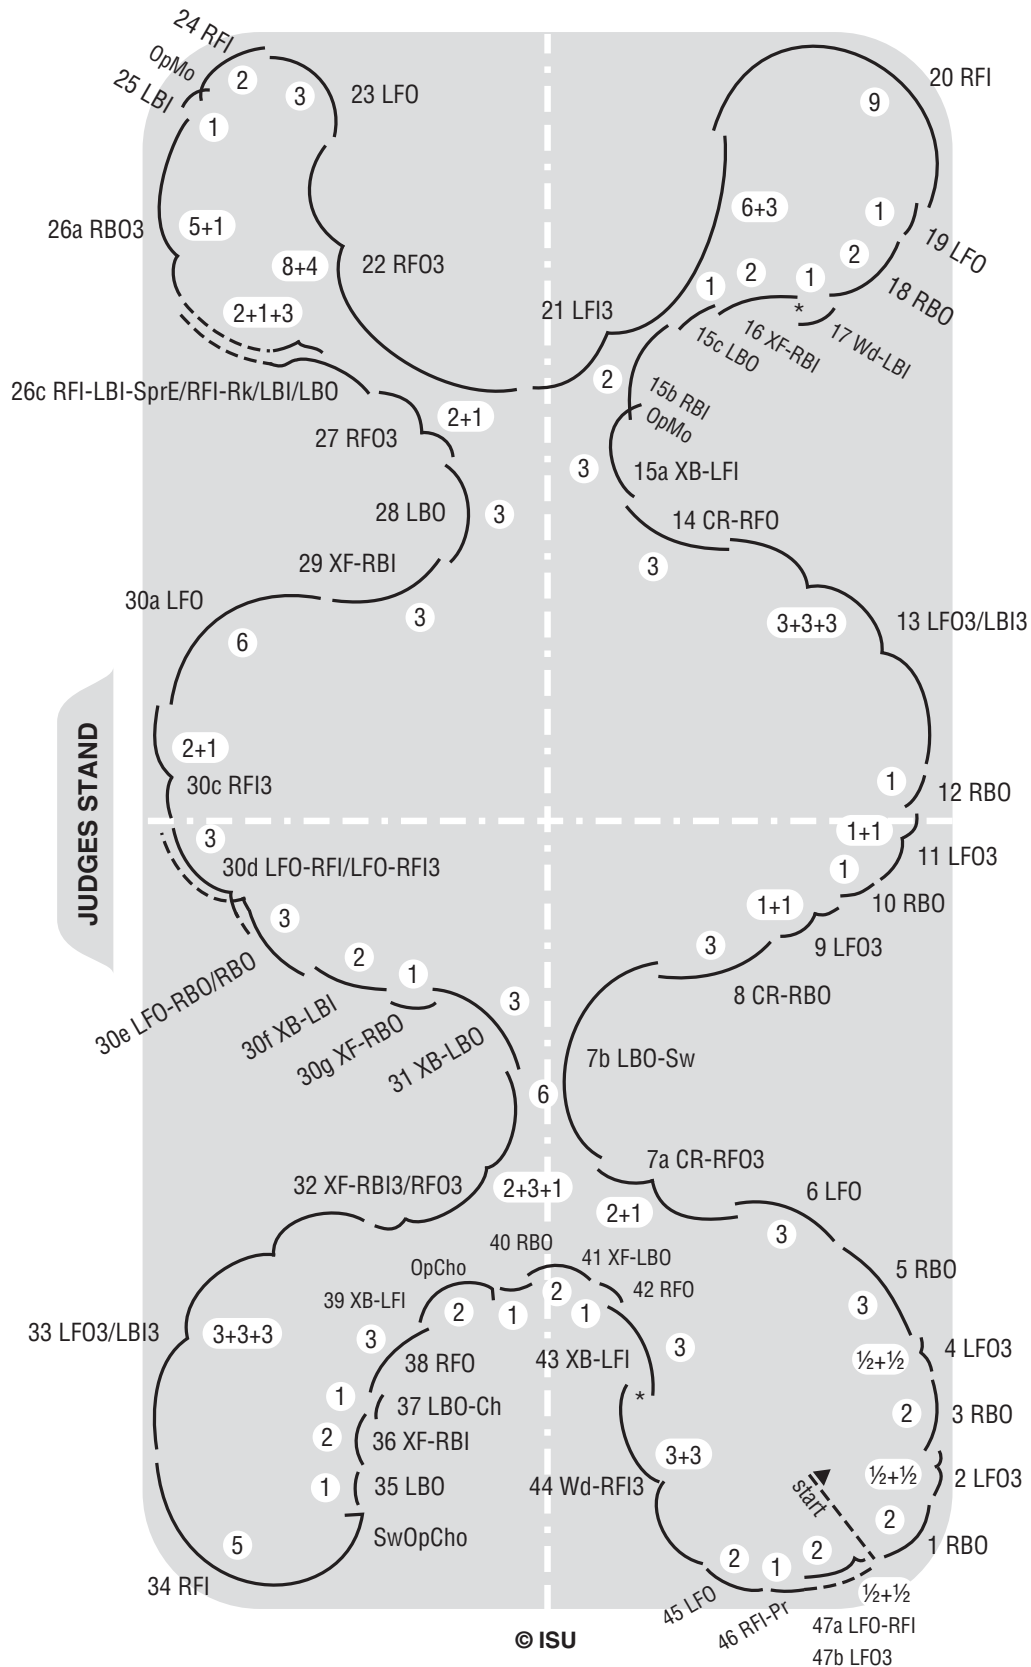 24 RFI
OpMo
25 LBI
2
3
23 LFO
1
26a RBO3
5+1
8+4
22 RFO3
2+1+3
26c RFI-LBI-SprE/RFI-Rk/LBI/LBO
2+1
27 RFO3
28 LBO
3
29 XF-RBI
3
30a LFO
6
20 RFI
9
6+3
1
19 LFO
2
18 RBO
1
*
17 Wd-LBI
2
16 XF-RBI
1
15c LBO
21 LFI3
2
15b RBI
OpMo
3
15a XB-LFI
14 CR-RFO
3
3+3+3
13 LFO3/LBI3
JUDGES STAND
2+1
30c RFI3
3
30d LFO-RFI/LFO-RFI3
3
30e LFO-RBO/RBO
2
30f XB-LBI
1
30g XF-RBO
3
31 XB-LBO
1
12 RBO
1+1
11 LFO3
1
10 RBO
1+1
9 LFO3
3
8 CR-RBO
7b LBO-Sw
6
7a CR-RFO3
2+1
6 LFO
3
5 RBO
3
4 LFO3
½+½
3 RBO
2
2 LFO3
½+½
start
2
1 RBO
32 XF-RBI3/RFO3
2+3+1
33 LFO3/LBI3
3+3+3
34 RFI
5
SwOpCho
35 LBO
1
36 XF-RBI
2
37 LBO-Ch
1
38 RFO
3
39 XB-LFI
2
OpCho
40 RBO
1
41 XF-LBO
2
42 RFO
1
43 XB-LFI
3
*
44 Wd-RFI3
3+3
45 LFO
2
46 RFI-Pr
1
2
½+½
47a LFO-RFI
47b LFO3
© ISU